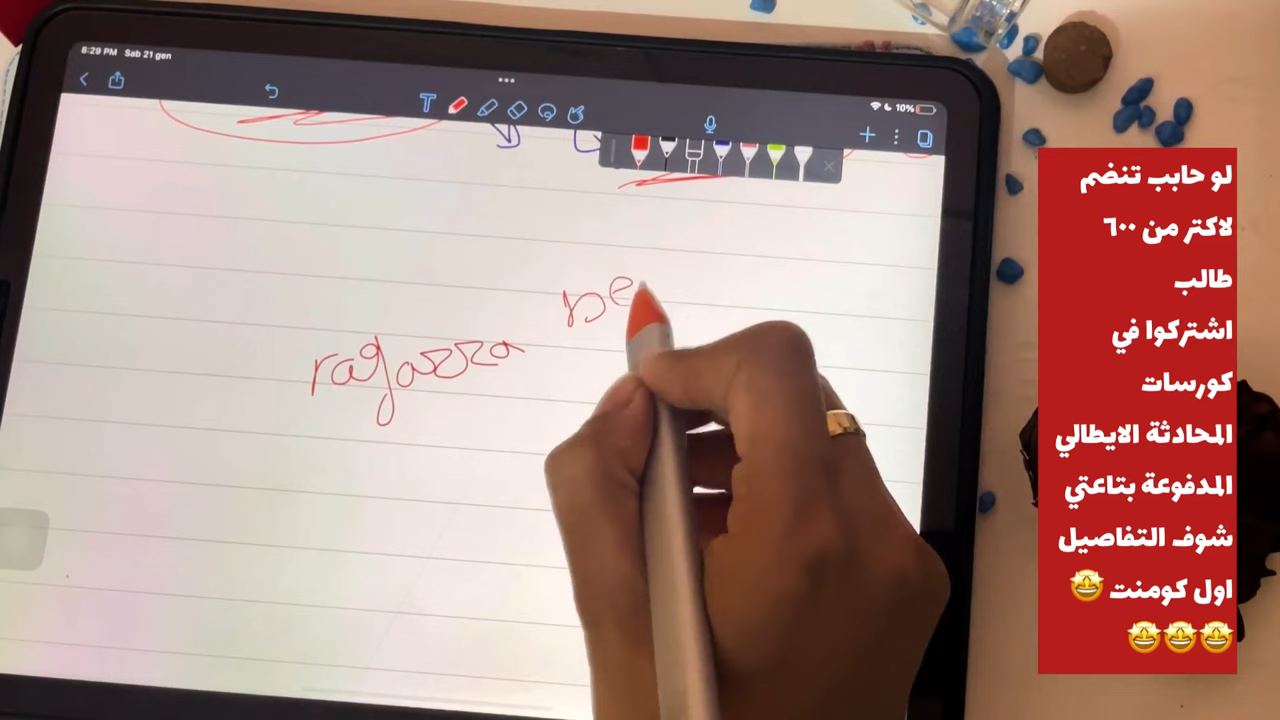 8:29 PM Sab 21 gen
10%
T
ragazza be
لو حابب تنضم
لاكتر من ٦٠٠
طالب
اشتركوا في
كورسات
المحادثة الايطالي
المدفوعة بتاعتي
شوف التفاصيل
اول كومنت 🤩
🤩🤩🤩